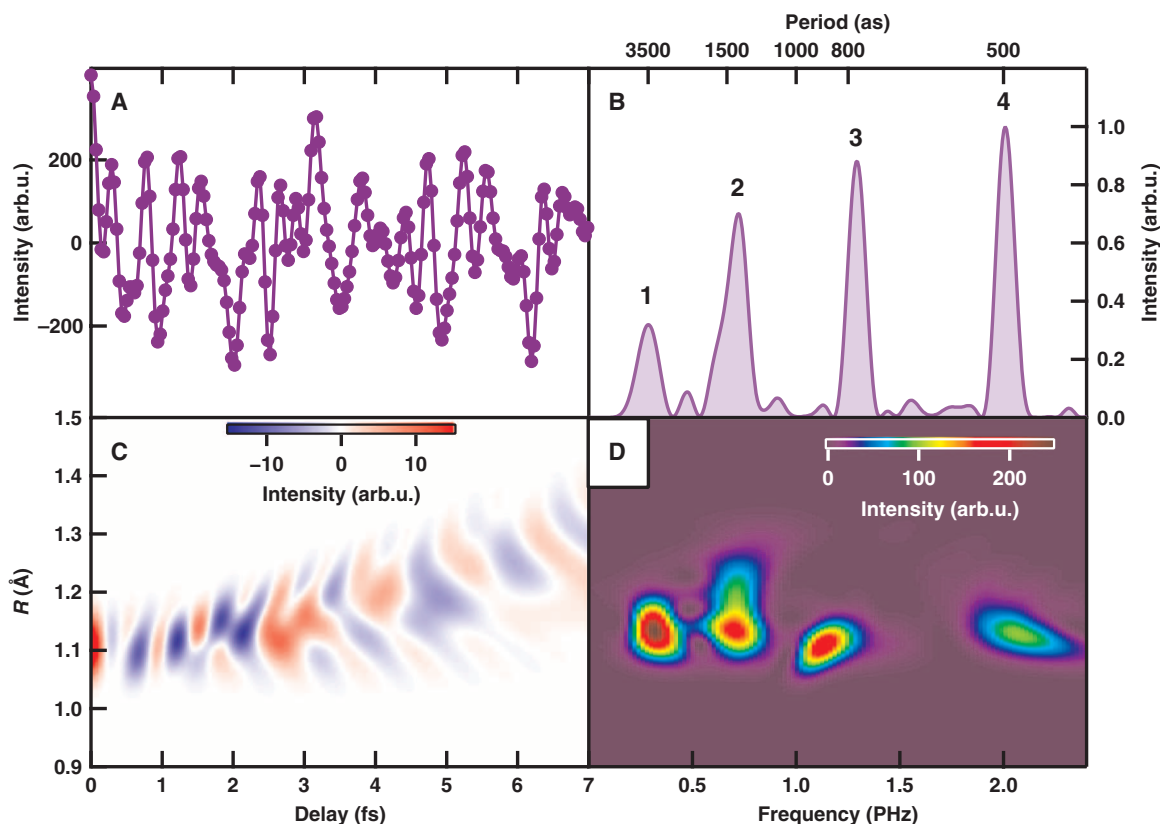 Period (as)
3500 1500 1000 800 500
A
200
0
−200
Intensity (arb.u.)
B
1
2
3
4
1.0
0.8
0.6
0.4
0.2
0.0
Intensity (arb.u.)
C
−10 0 10
Intensity (arb.u.)
1.5
1.4
1.3
1.2
1.1
1.0
0.9
R (Å)
0 1 2 3 4 5 6 7
Delay (fs)
D
0 100 200
Intensity (arb.u.)
0.5 1.0 1.5 2.0
Frequency (PHz)